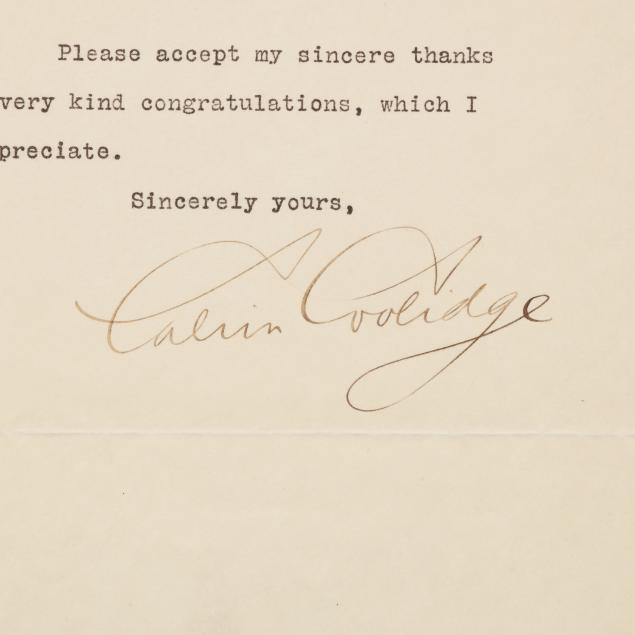 Please accept my sincere thanks
very kind congratulations, which I
preciate.
Sincerely yours,
Calvin Coolidge